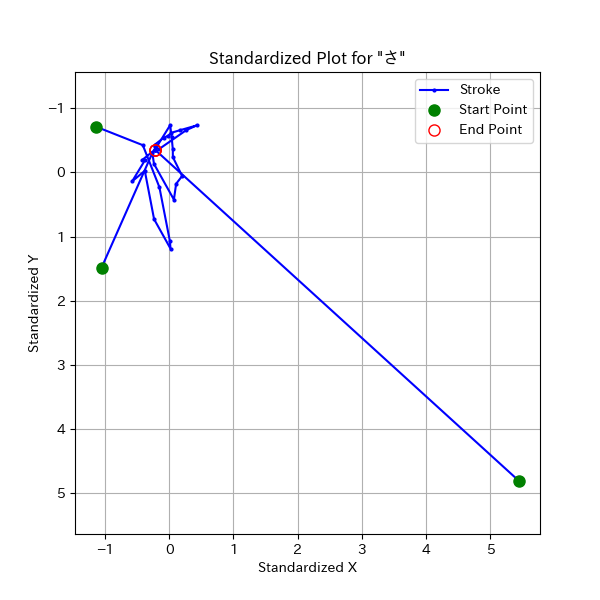 Standardized Plot for "さ"
Stroke
Start Point
End Point
−1
0
1
2
3
4
5
Standardized Y
−1 0 1 2 3 4 5
Standardized X